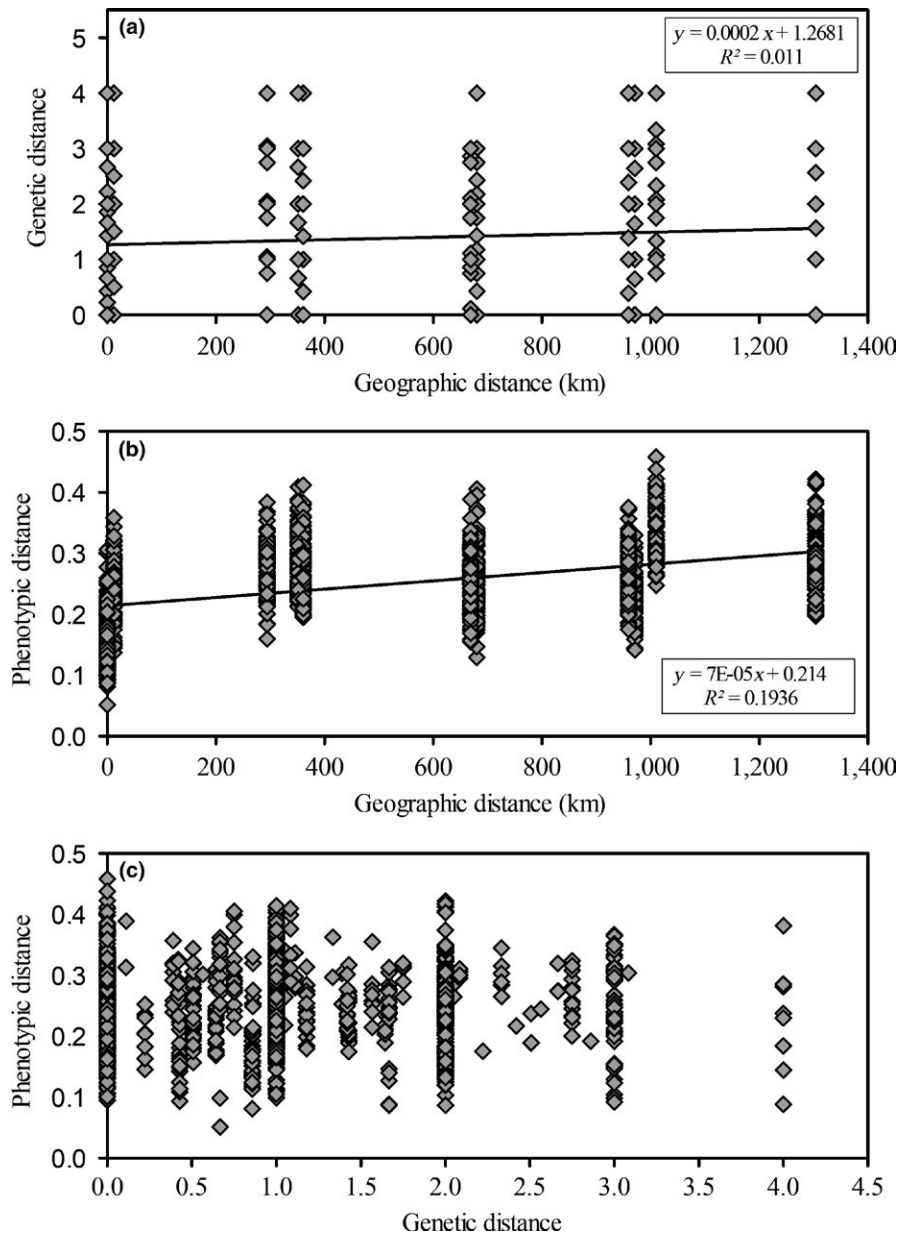 (a)
y = 0.0002 x + 1.2681
R² = 0.011
Genetic distance
5
4
3
2
1
0
0 200 400 600 800 1,000 1,200 1,400
Geographic distance (km)
(b)
Phenotypic distance
0.5
0.4
0.3
0.2
0.1
0.0
y = 7E-05x + 0.214
R² = 0.1936
0 200 400 600 800 1,000 1,200 1,400
Geographic distance (km)
(c)
Phenotypic distance
0.5
0.4
0.3
0.2
0.1
0.0
0.0 0.5 1.0 1.5 2.0 2.5 3.0 3.5 4.0 4.5
Genetic distance